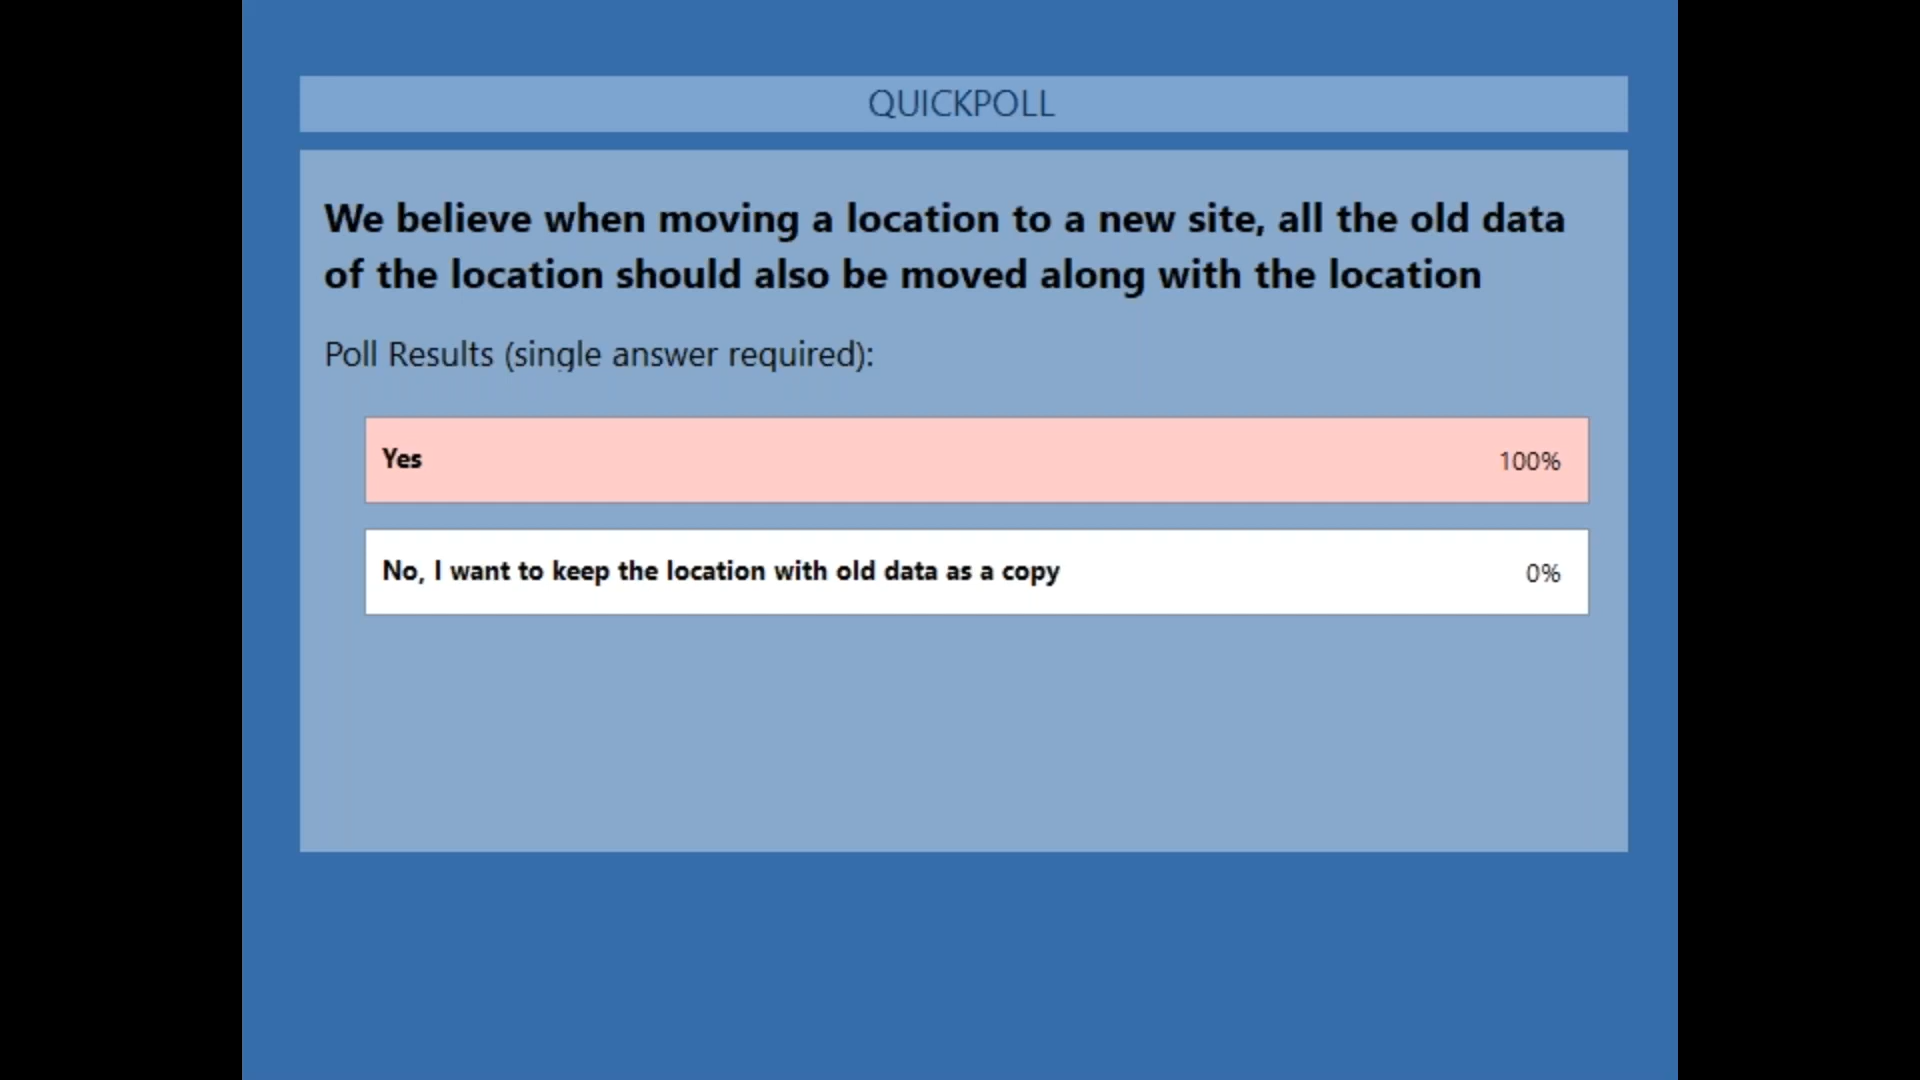 QUICKPOLL
We believe when moving a location to a new site, all the old data
of the location should also be moved along with the location
Poll Results (single answer required):
Yes 100%
No, I want to keep the location with old data as a copy 0%